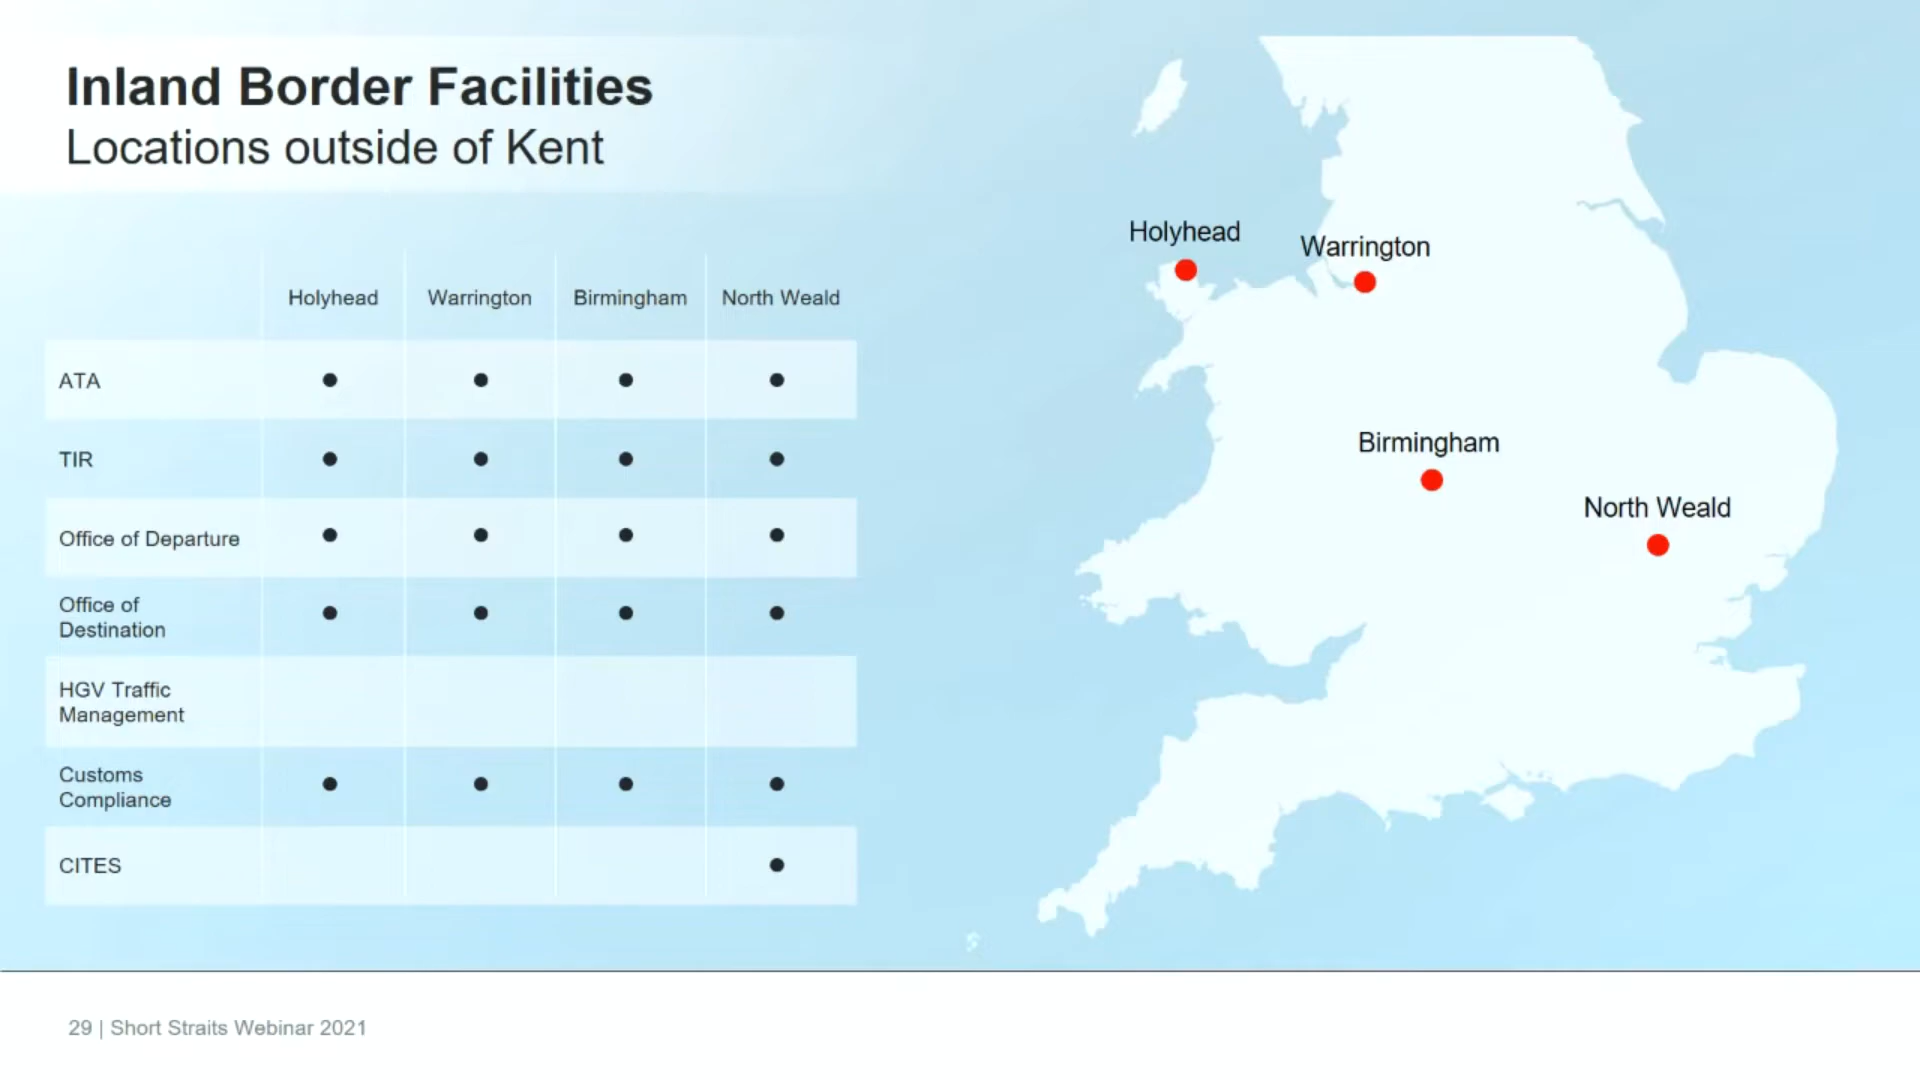 Inland Border Facilities
Locations outside of Kent
Holyhead Warrington Birmingham North Weald
ATA ● ● ● ●
TIR ● ● ● ●
Office of Departure ● ● ● ●
Office of
Destination ● ● ● ●
HGV Traffic
Management
Customs
Compliance ● ● ● ●
CITES ●
Holyhead
Warrington
Birmingham
North Weald
29 | Short Straits Webinar 2021